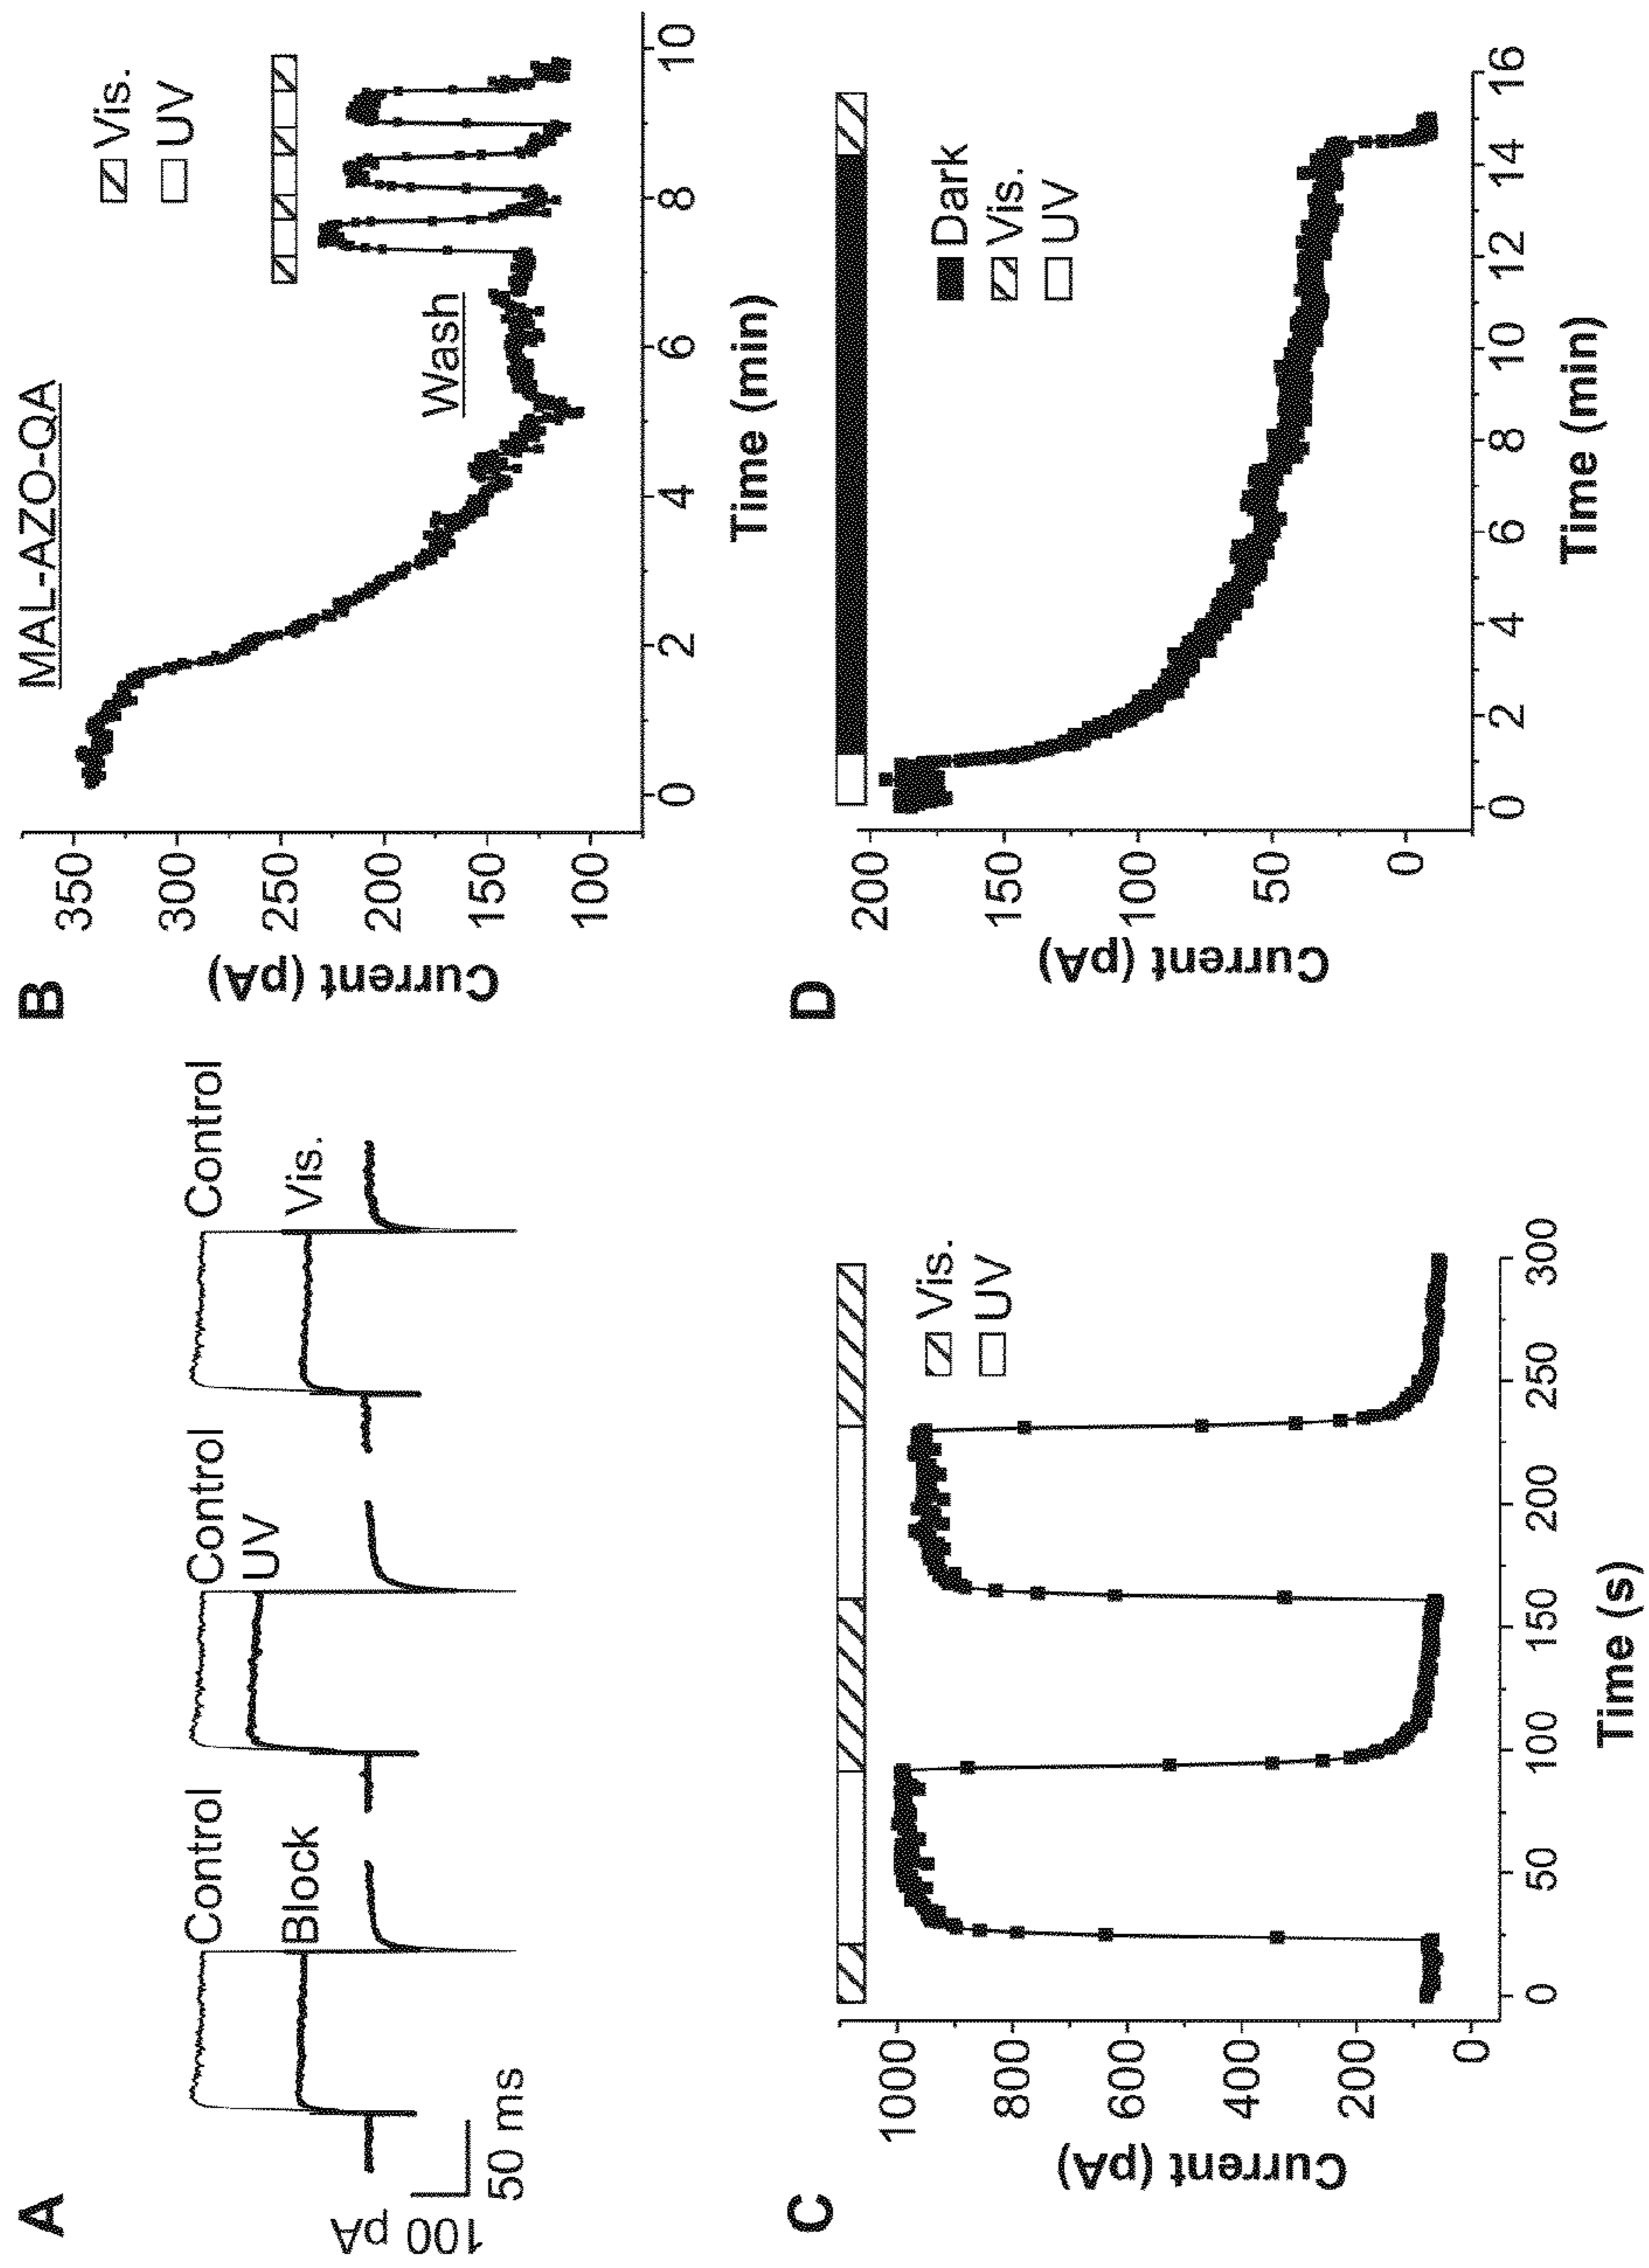 A
Control
Block
Control
UV
Control
Vis.
100 pA
50 ms
B
MAL-AZO-QA
Wash
Vis.
UV
Current (pA)
350
300
250
200
150
100
0 2 4 6 8 10
Time (min)
C
Vis.
UV
Current (pA)
1000
800
600
400
200
0
0 50 100 150 200 250 300
Time (s)
D
Dark
Vis.
UV
Current (pA)
200
150
100
50
0
0 2 4 6 8 10 12 14 16
Time (min)